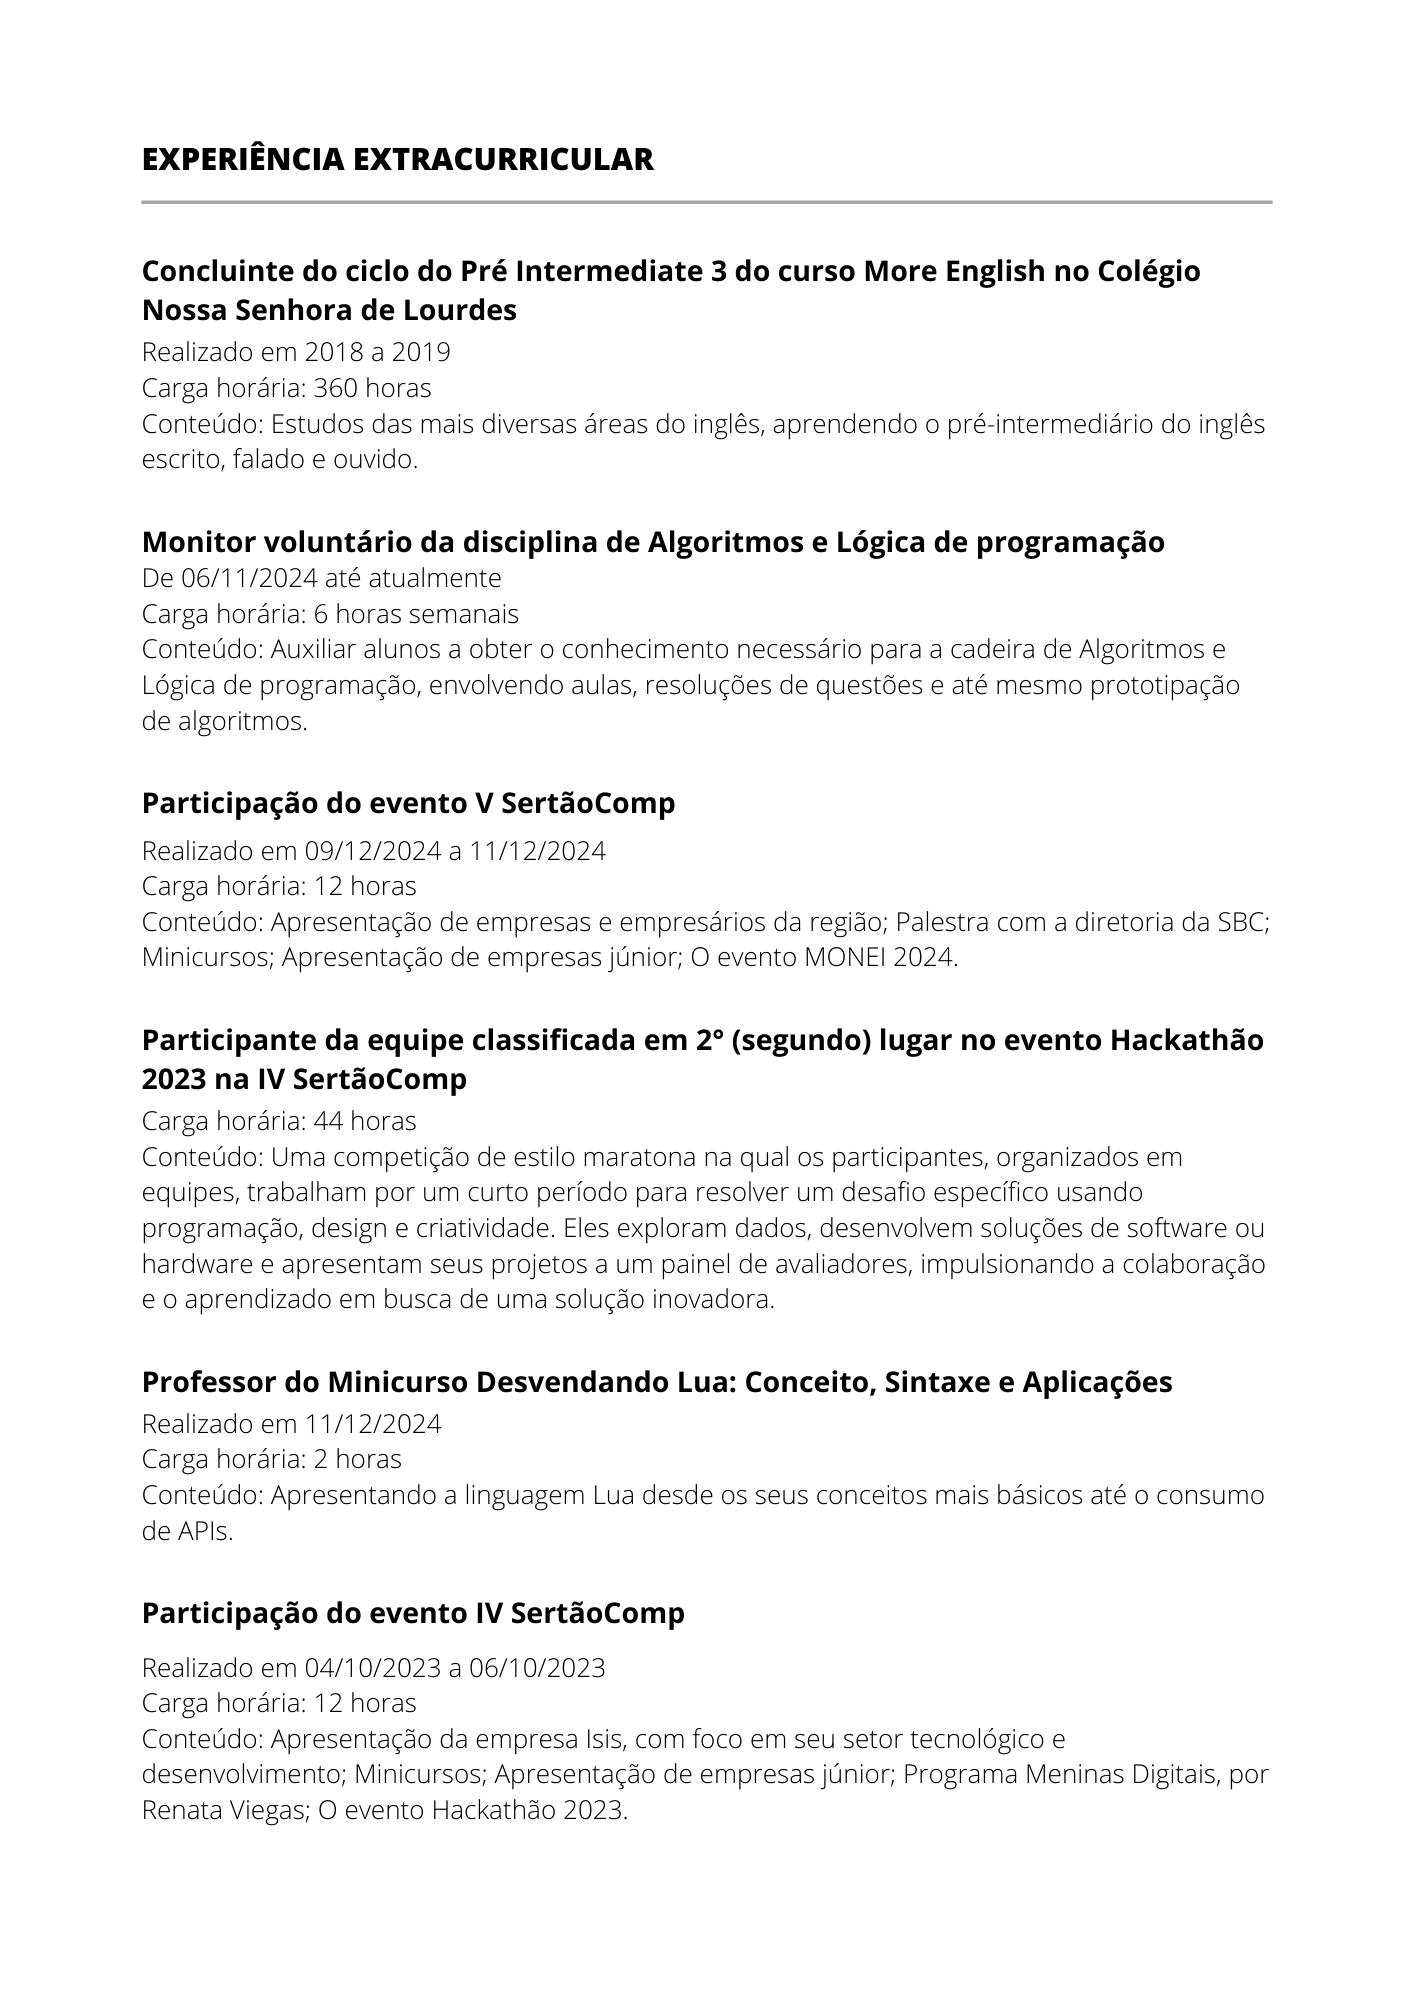 EXPERIÊNCIA EXTRACURRICULAR
Concluinte do ciclo do Pré Intermediate 3 do curso More English no Colégio
Nossa Senhora de Lourdes
Realizado em 2018 a 2019
Carga horária: 360 horas
Conteúdo: Estudos das mais diversas áreas do inglês, aprendendo o pré-intermediário do inglês
escrito, falado e ouvido.
Monitor voluntário da disciplina de Algoritmos e Lógica de programação
De 06/11/2024 até atualmente
Carga horária: 6 horas semanais
Conteúdo: Auxiliar alunos a obter o conhecimento necessário para a cadeira de Algoritmos e
Lógica de programação, envolvendo aulas, resoluções de questões e até mesmo prototipação
de algoritmos.
Participação do evento V SertãoComp
Realizado em 09/12/2024 a 11/12/2024
Carga horária: 12 horas
Conteúdo: Apresentação de empresas e empresários da região; Palestra com a diretoria da SBC;
Minicursos; Apresentação de empresas júnior; O evento MONEI 2024.
Participante da equipe classificada em 2° (segundo) lugar no evento Hackathão
2023 na IV SertãoComp
Carga horária: 44 horas
Conteúdo: Uma competição de estilo maratona na qual os participantes, organizados em
equipes, trabalham por um curto período para resolver um desafio específico usando
programação, design e criatividade. Eles exploram dados, desenvolvem soluções de software ou
hardware e apresentam seus projetos a um painel de avaliadores, impulsionando a colaboração
e o aprendizado em busca de uma solução inovadora.
Professor do Minicurso Desvendando Lua: Conceito, Sintaxe e Aplicações
Realizado em 11/12/2024
Carga horária: 2 horas
Conteúdo: Apresentando a linguagem Lua desde os seus conceitos mais básicos até o consumo
de APIs.
Participação do evento IV SertãoComp
Realizado em 04/10/2023 a 06/10/2023
Carga horária: 12 horas
Conteúdo: Apresentação da empresa Isis, com foco em seu setor tecnológico e
desenvolvimento; Minicursos; Apresentação de empresas júnior; Programa Meninas Digitais, por
Renata Viegas; O evento Hackathão 2023.